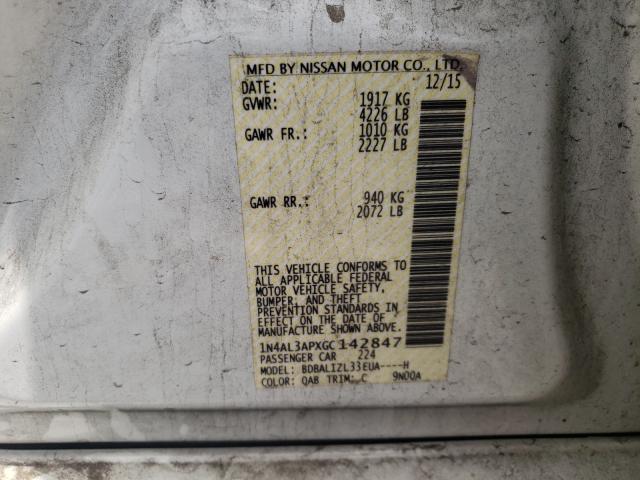 MFD BY NISSAN MOTOR CO., LTD.
DATE: 12/15
GVWR: 1917 KG
4226 LB
GAWR FR.: 1010 KG
2227 LB
GAWR RR.: 940 KG
2072 LB
THIS VEHICLE CONFORMS TO
ALL APPLICABLE FEDERAL
MOTOR VEHICLE SAFETY,
BUMPER, AND THEFT
PREVENTION STANDARDS IN
EFFECT ON THE DATE OF
MANUFACTURE SHOWN ABOVE.
1N4AL3APXGC142847
PASSENGER CAR 224
MODEL: BDBALIZL33EUA----H
COLOR: QAB TRIM: C 9N00A